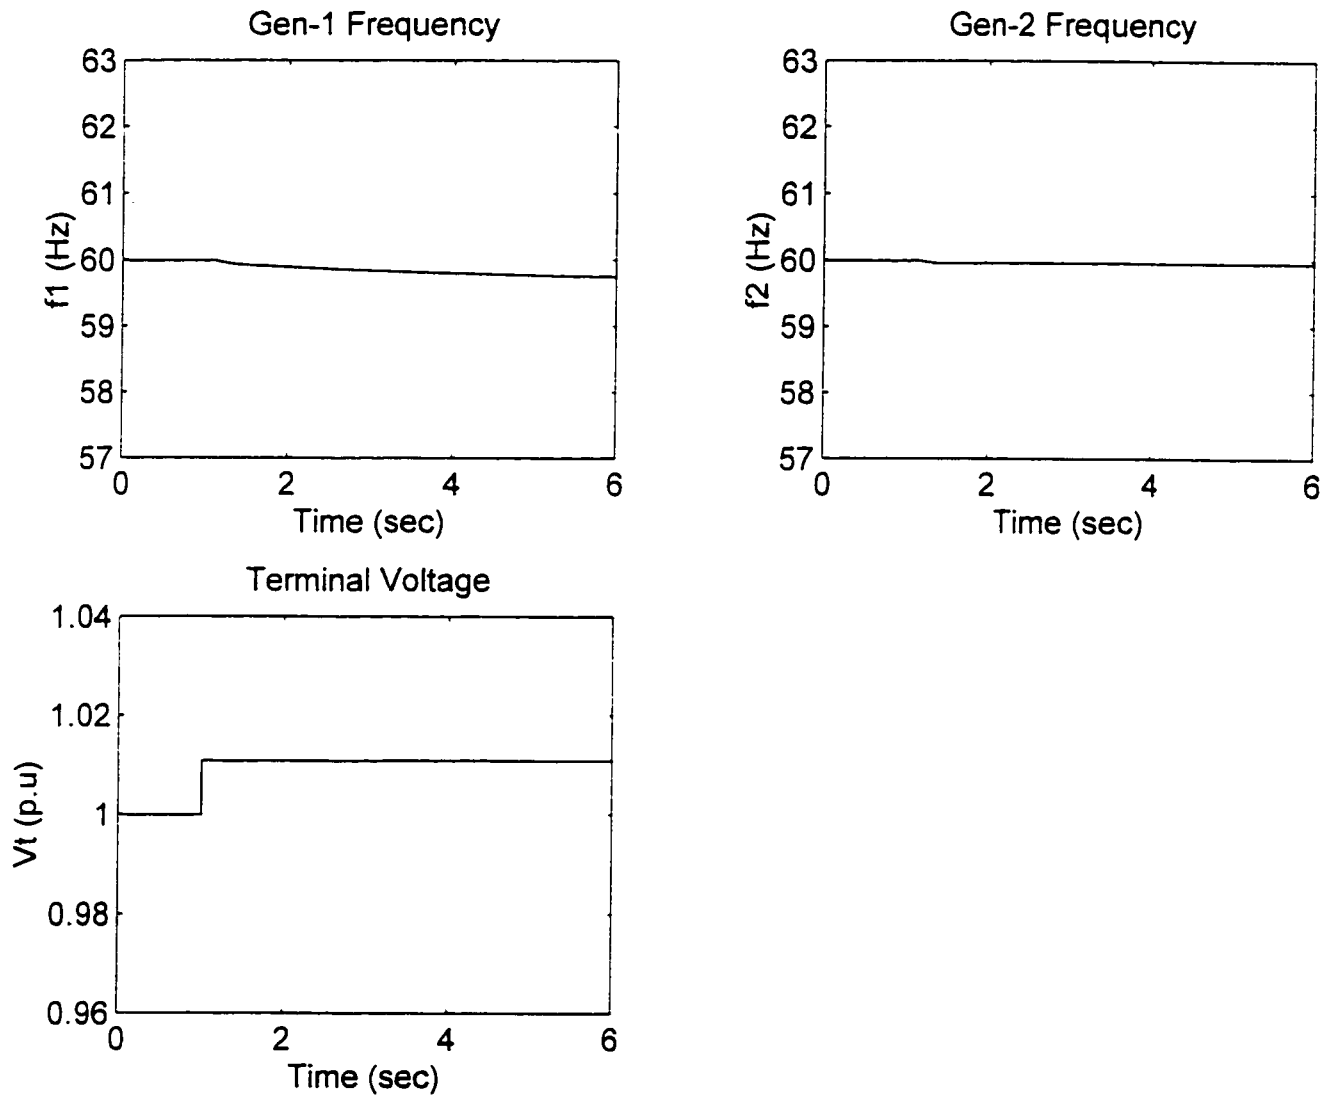 Gen-1 Frequency
63
62
61
60
59
58
57
f1 (Hz)
0 2 4 6
Time (sec)
Gen-2 Frequency
63
62
61
60
59
58
57
f2 (Hz)
0 2 4 6
Time (sec)
Terminal Voltage
1.04
1.02
1
0.98
0.96
Vt (p.u)
0 2 4 6
Time (sec)